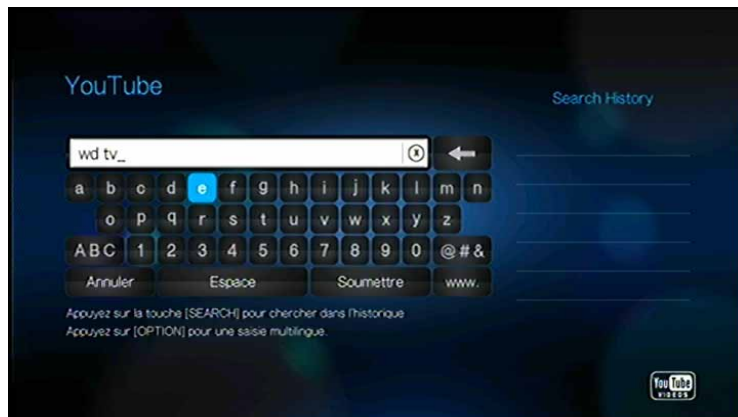 YouTube
Search History
wd tv_
a b c d e f g h i j k l m n
o p q r s t u v w x y z
ABC 1 2 3 4 5 6 7 8 9 0 @#&
Annuler Espace Soumettre www.
Appuyez sur la touche [SEARCH] pour chercher dans l'historique
Appuyez sur [OPTION] pour une saisie multilingue.
You Tube
VIDEOS